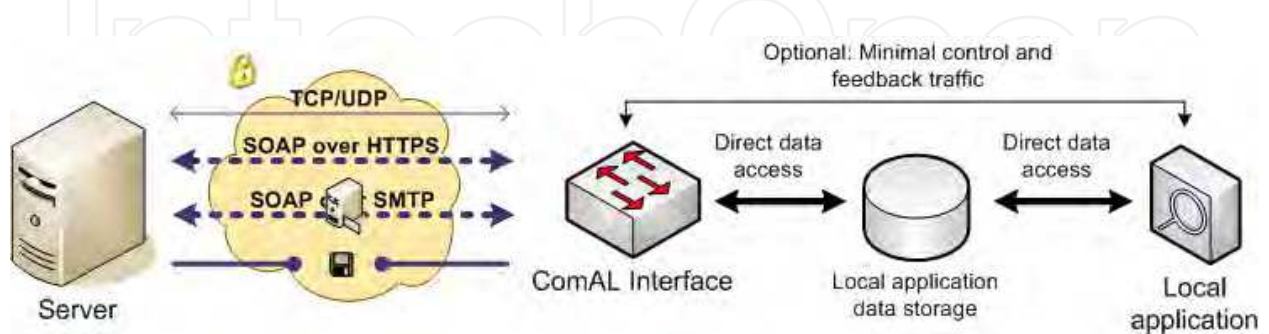 Optional: Minimal control and
feedback traffic
TCP/UDP
SOAP over HTTPS
SOAP SMTP
Direct data
access
Direct data
access
Server
ComAL Interface
Local application
data storage
Local
application